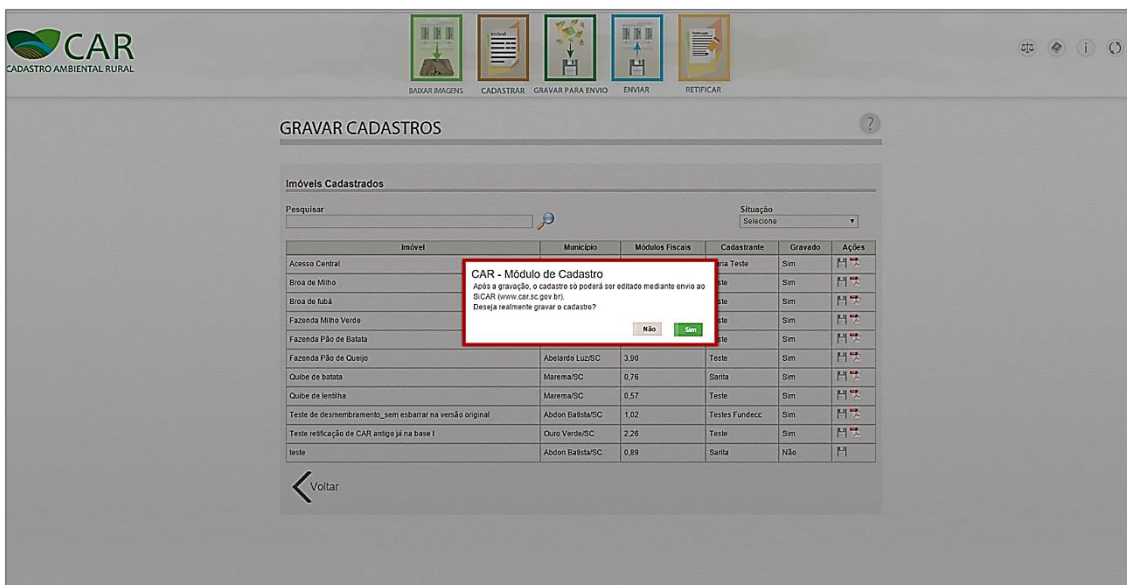 CAR
CADASTRO AMBIENTAL RURAL
BAIXAR IMAGENS
CADASTRAR
GRAVAR PARA ENVIO
ENVIAR
RETIFICAR
GRAVAR CADASTROS
?
Imóveis Cadastrados
Pesquisar
Situação
Selecione
Imóvel Município Módulos Fiscais Cadastrante Gravado Ações
Acesso Central Teste Sim
Broa de Milho Sim
Broa de fubá Sim
Fazenda Milho Verde Sim
Fazenda Pão de Batata Sim
Fazenda Pão de Queijo Abelardo Luz/SC 3,90 Teste Sim
Quibe de batata Marema/SC 0,76 Sarita Sim
Quibe de lentilha Marema/SC 0,57 Teste Sim
Teste de desmembramento_sem esbarrar na versão original Abdon Batista/SC 1,02 Testes Fundecc Sim
Teste retificação de CAR antigo já na base I Ouro Verde/SC 2,26 Teste Sim
teste Abdon Batista/SC 0,89 Sarita Não
CAR - Módulo de Cadastro
Após a gravação, o cadastro só poderá ser editado mediante envio ao
SiCAR (www.car.sc.gov.br).
Deseja realmente gravar o cadastro?
Não Sim
Voltar